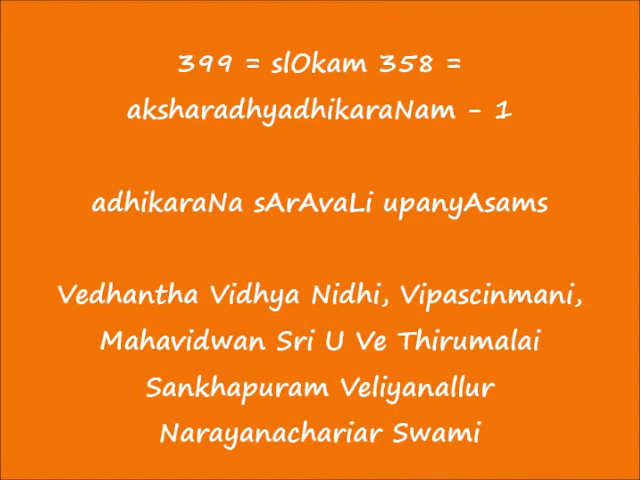 399 = slOkam 358 =
aksharadhyadhikaraNam - 1
adhikaraNa sArAvaLi upanyAsams
Vedhantha Vidhya Nidhi, Vipascinmani,
Mahavidwan Sri U Ve Thirumalai
Sankhapuram Veliyanallur
Narayanachariar Swami